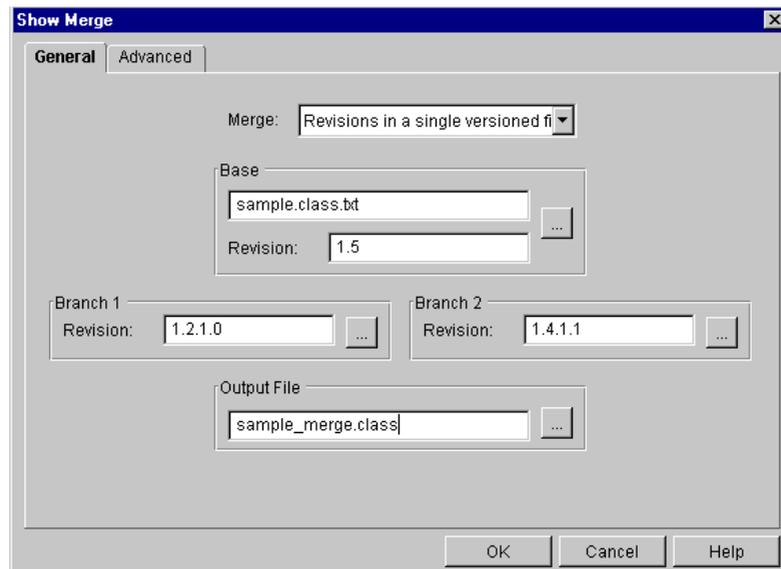 Show Merge
General Advanced
Merge: Revisions in a single versioned fi
Base
sample.class.txt
...
Revision: 1.5
Branch 1 Branch 2
Revision: 1.2.1.0 ... Revision: 1.4.1.1 ...
Output File
sample_merge.class ...
OK Cancel Help